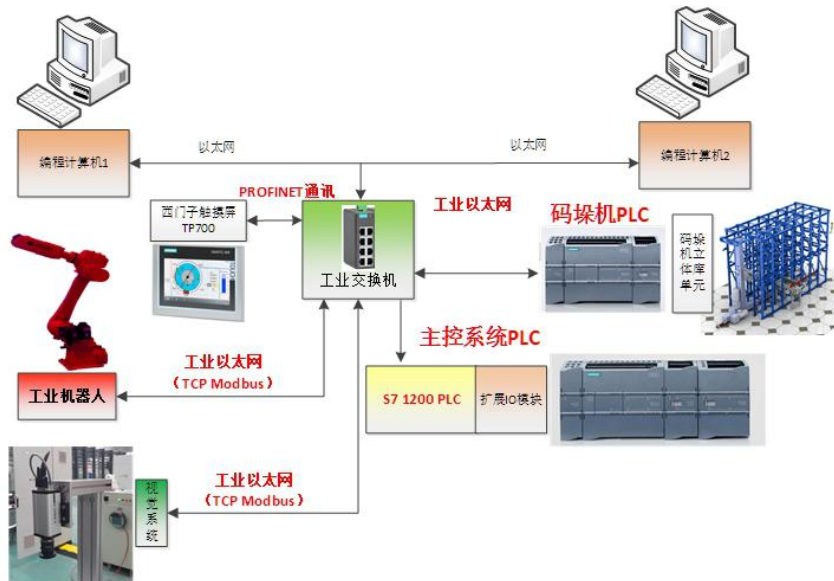 编程计算机1
以太网
以太网
编程计算机2
PROFINET通讯
西门子触摸屏
TP700
工业以太网
码垛机PLC
码垛机立体库单元
工业交换机
主控系统PLC
工业以太网
（TCP Modbus）
工业机器人
S7 1200 PLC
扩展IO模块
工业以太网
（TCP Modbus）
视觉系统